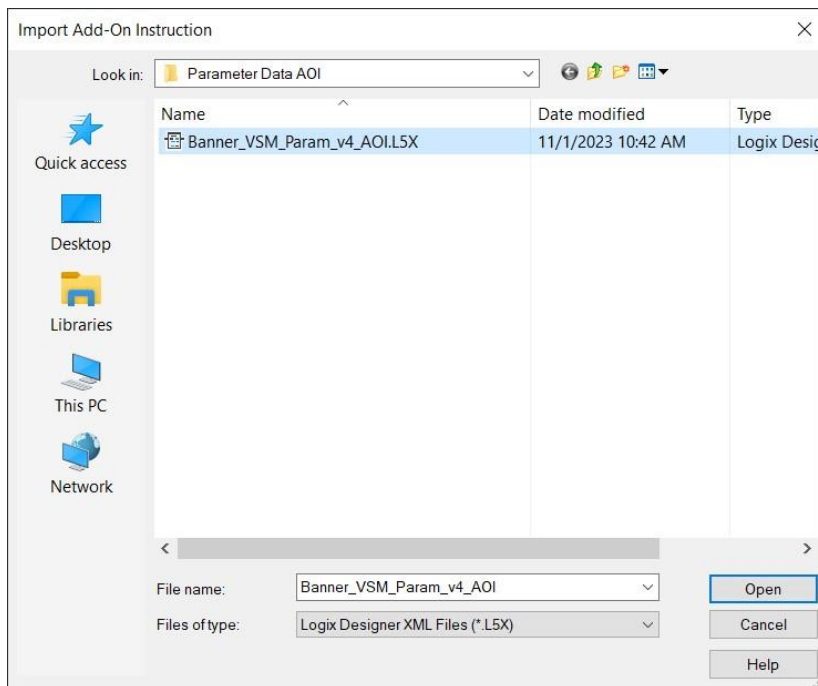 Import Add-On Instruction
Look in: Parameter Data AOI
Name Date modified Type
Banner_VSM_Param_v4_AOI.L5X 11/1/2023 10:42 AM Logix Desig
Quick access
Desktop
Libraries
This PC
Network
File name: Banner_VSM_Param_v4_AOI Open
Files of type: Logix Designer XML Files (*.L5X) Cancel
Help